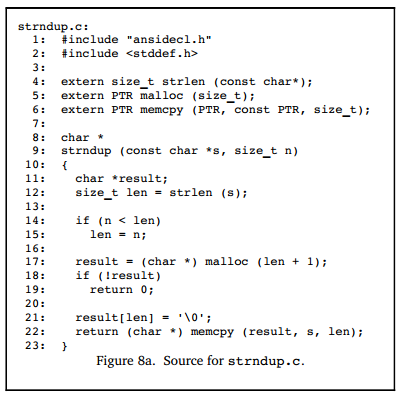 strndup.c:
1: #include "ansidecl.h"
2: #include <stddef.h>
3:
4: extern size_t strlen (const char*);
5: extern PTR malloc (size_t);
6: extern PTR memcpy (PTR, const PTR, size_t);
7:
8: char *
9: strndup (const char *s, size_t n)
10: {
11:   char *result;
12:   size_t len = strlen (s);
13:
14:   if (n < len)
15:     len = n;
16:
17:   result = (char *) malloc (len + 1);
18:   if (!result)
19:     return 0;
20:
21:   result[len] = '\0';
22:   return (char *) memcpy (result, s, len);
23: }
Figure 8a. Source for strndup.c.